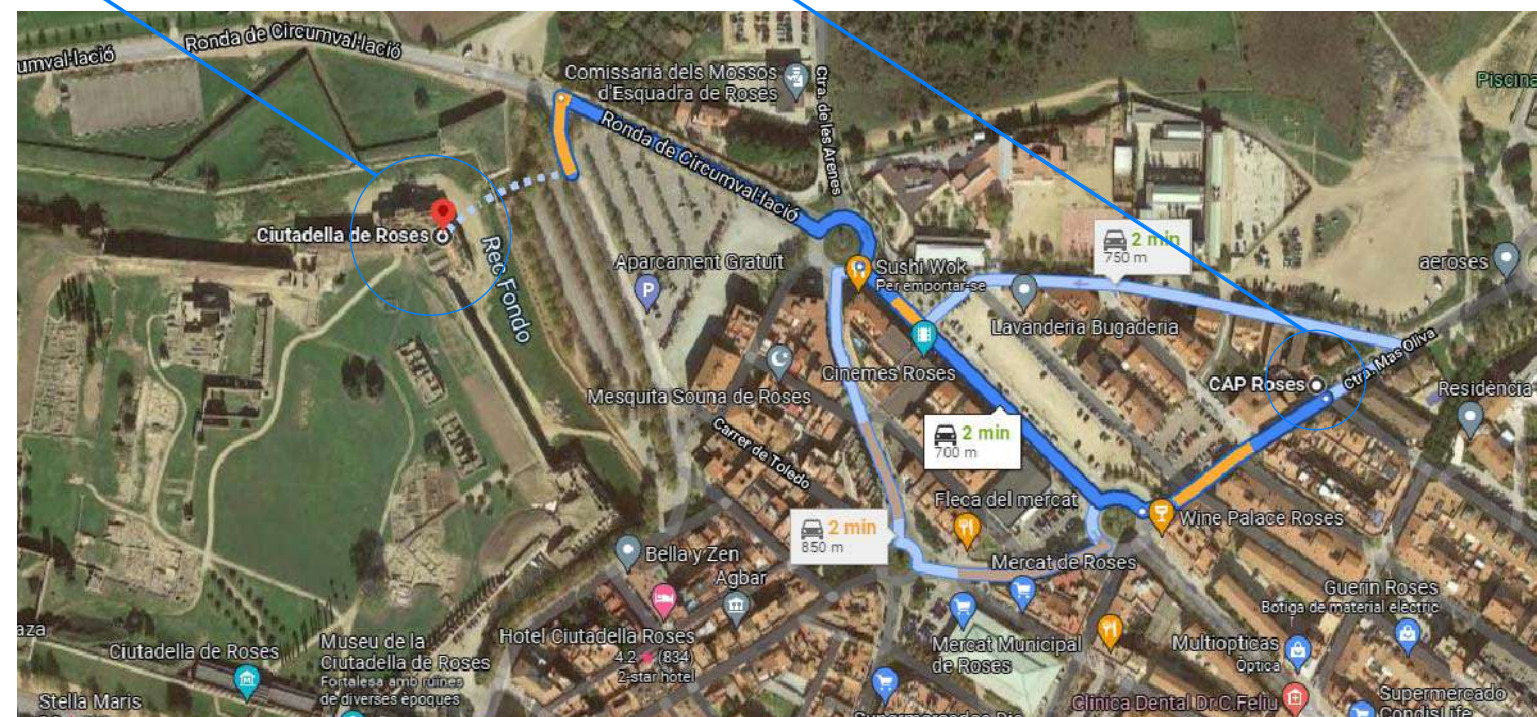 umval·lació
Ronda de Circumval·lació
Comissaria dels Mossos
d'Esquadra de Roses
Ctra. de les Arenes
Piscina
Ronda de Circumval·lació
Ciutadella de Roses
Rec Fondo
Aparcament Gratuït
P
Sushi Wok
Per emportar-se
2 min
750 m
aeroses
Lavanderia Bugaderia
Cinemes Roses
Mesquita Souna de Roses
CAP Roses
Ctra. Mas Oliva
Residència
Carrer de Toledo
2 min
700 m
Fleca del mercat
Wine Palace Roses
2 min
850 m
Bella y Zen
Agbar
Mercat de Roses
Guerin Roses
Botiga de material elèctric
aza
Ciutadella de Roses
Museu de la
Ciutadella de Roses
Fortalesa amb ruïnes
de diverses èpoques
Hotel Ciutadella Roses
4.2 ★ (834)
2-star hotel
Mercat Municipal
de Roses
Multiopticas
Òptica
Stella Maris
Clínica Dental Dr.C.Feliu
Supermercado